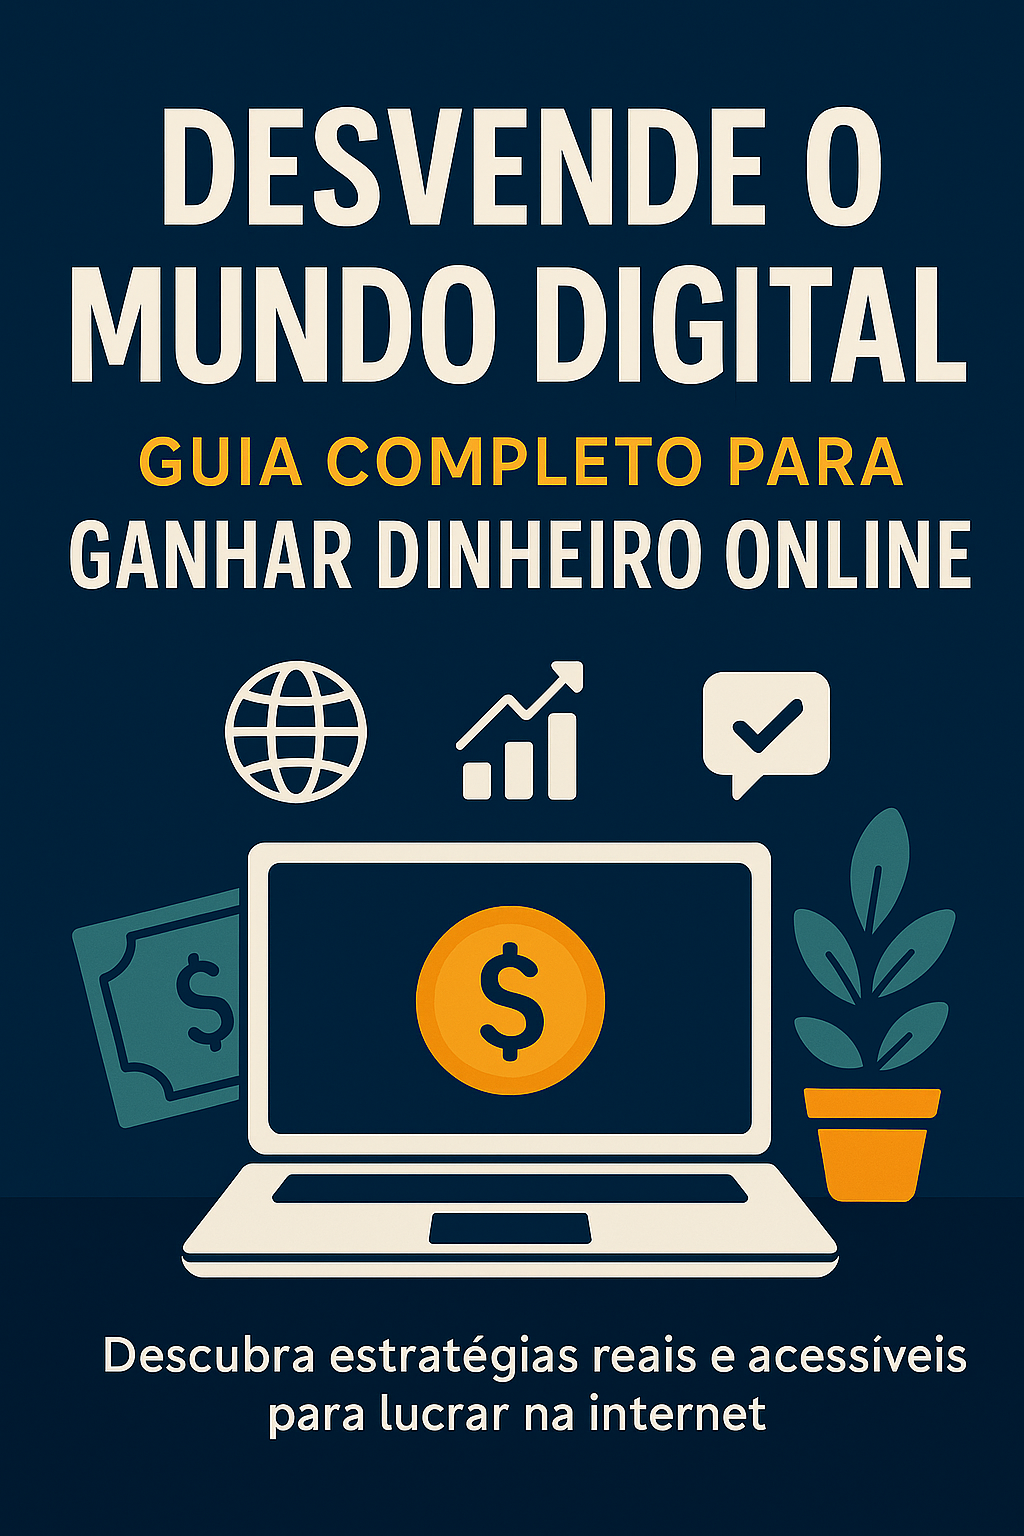 DESVENDE O
MUNDO DIGITAL
GUIA COMPLETO PARA
GANHAR DINHEIRO ONLINE
$
$
Descubra estratégias reais e acessíveis
para lucrar na internet